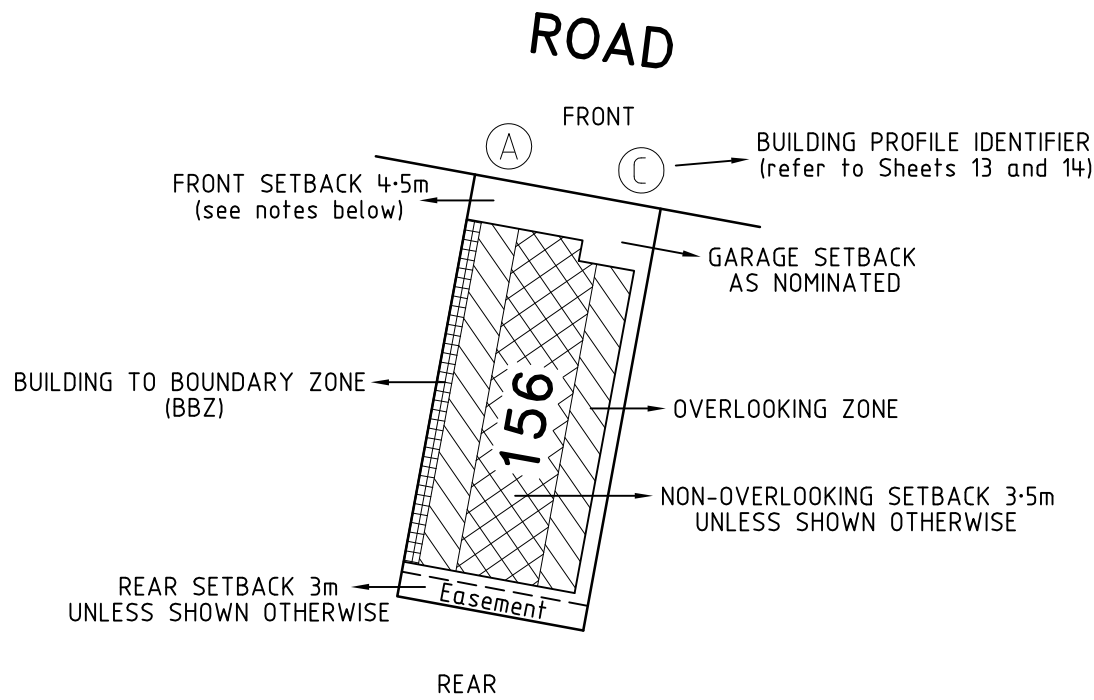 ROAD
FRONT
A
C
BUILDING PROFILE IDENTIFIER
(refer to Sheets 13 and 14)
FRONT SETBACK 4·5m
(see notes below)
GARAGE SETBACK
AS NOMINATED
BUILDING TO BOUNDARY ZONE
(BBZ)
156
OVERLOOKING ZONE
NON-OVERLOOKING SETBACK 3·5m
UNLESS SHOWN OTHERWISE
REAR SETBACK 3m
UNLESS SHOWN OTHERWISE
Easement
REAR